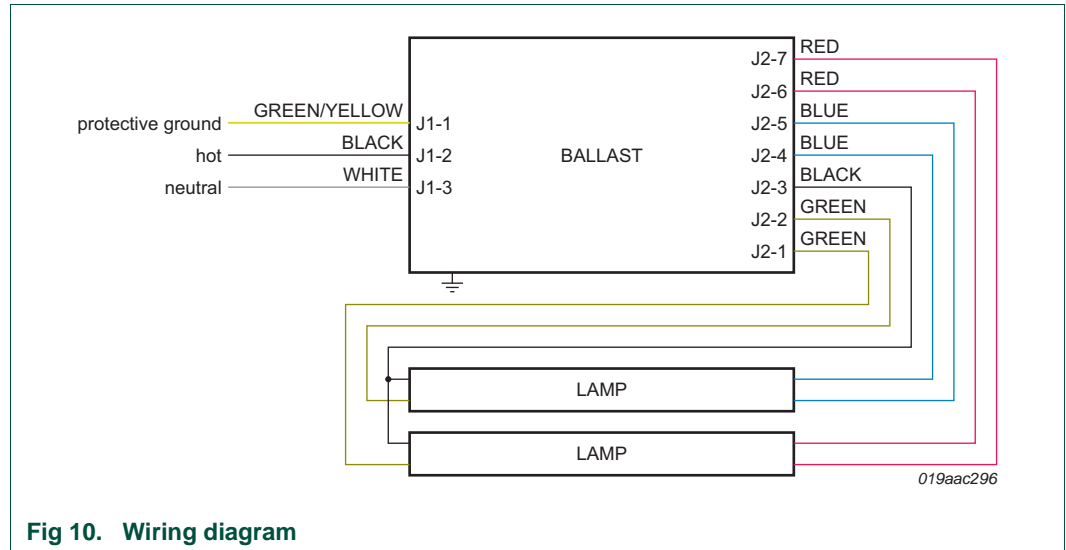 RED
J2-7
RED
J2-6
BLUE
J2-5
BLUE
J2-4
BLACK
J2-3
GREEN
J2-2
GREEN
J2-1
protective ground
GREEN/YELLOW
J1-1
hot
BLACK
J1-2
neutral
WHITE
J1-3
BALLAST
LAMP
LAMP
019aac296
Fig 10. Wiring diagram